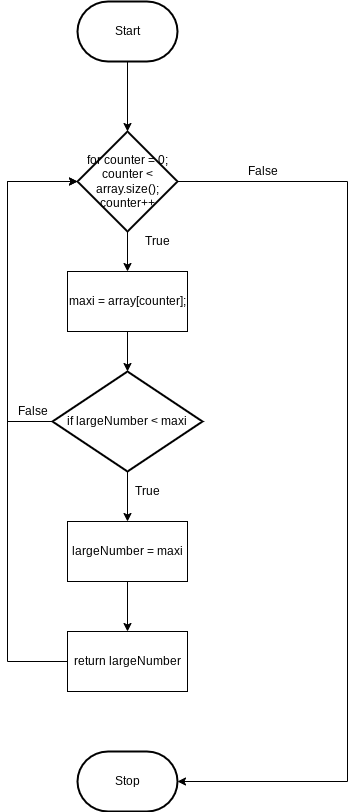 Start
for counter = 0;
counter <
array.size();
counter++
False
True
maxi = array[counter];
False
if largeNumber < maxi
True
largeNumber = maxi
return largeNumber
Stop